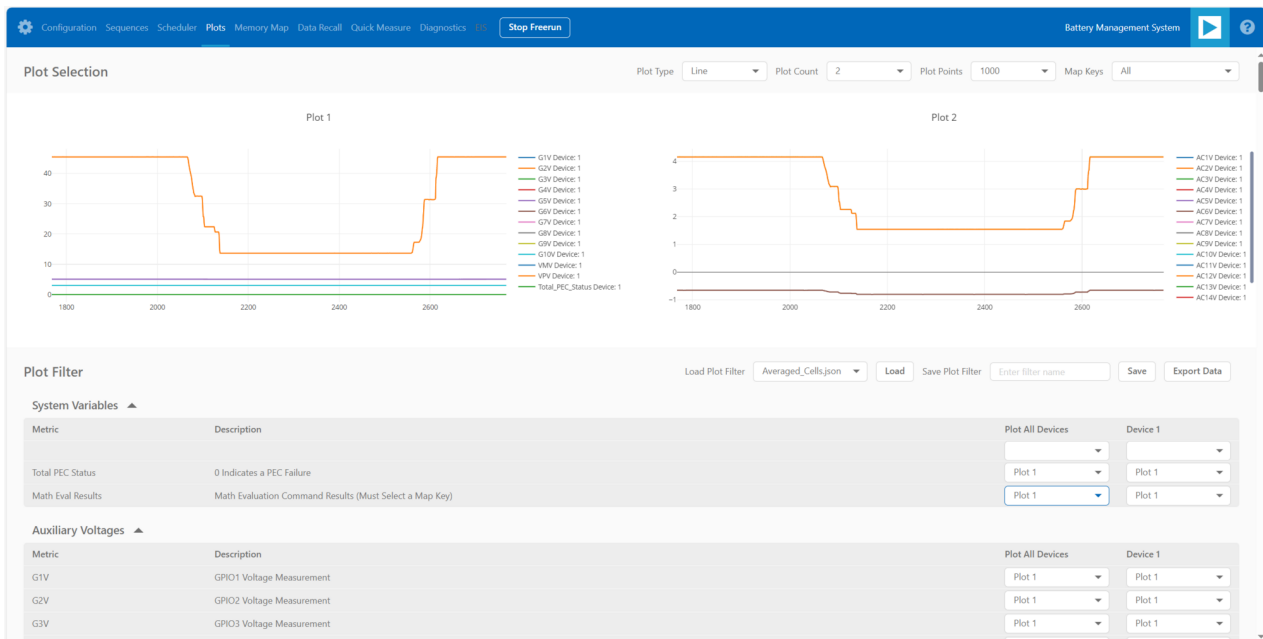 Configuration Sequences Scheduler Plots Memory Map Data Recall Quick Measure Diagnostics EIS Stop Freerun Battery Management System ?
Plot Selection Plot Type Line Plot Count 2 Plot Points 1000 Map Keys All
Plot 1
40
30
20
10
0
1800 2000 2200 2400 2600
G1V Device: 1
G2V Device: 1
G3V Device: 1
G4V Device: 1
G5V Device: 1
G6V Device: 1
G7V Device: 1
G8V Device: 1
G9V Device: 1
G10V Device: 1
VMV Device: 1
VPV Device: 1
Total_PEC_Status Device: 1
Plot 2
4
3
2
1
0
−1
1800 2000 2200 2400 2600
AC1V Device: 1
AC2V Device: 1
AC3V Device: 1
AC4V Device: 1
AC5V Device: 1
AC6V Device: 1
AC7V Device: 1
AC8V Device: 1
AC9V Device: 1
AC10V Device: 1
AC11V Device: 1
AC12V Device: 1
AC13V Device: 1
AC14V Device: 1
Plot Filter Load Plot Filter Averaged_Cells.json Load Save Plot Filter Enter filter name Save Export Data
System Variables
Metric Description Plot All Devices Device 1
Total PEC Status 0 Indicates a PEC Failure Plot 1 Plot 1
Math Eval Results Math Evaluation Command Results (Must Select a Map Key) Plot 1 Plot 1
Auxiliary Voltages
Metric Description Plot All Devices Device 1
G1V GPIO1 Voltage Measurement Plot 1 Plot 1
G2V GPIO2 Voltage Measurement Plot 1 Plot 1
G3V GPIO3 Voltage Measurement Plot 1 Plot 1